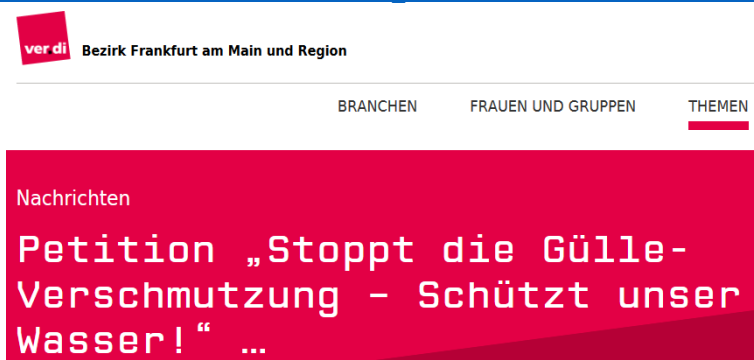 ver.di
Bezirk Frankfurt am Main und Region
BRANCHEN FRAUEN UND GRUPPEN THEMEN
Nachrichten
Petition „Stoppt die Gülle-
Verschmutzung – Schützt unser
Wasser!“ …